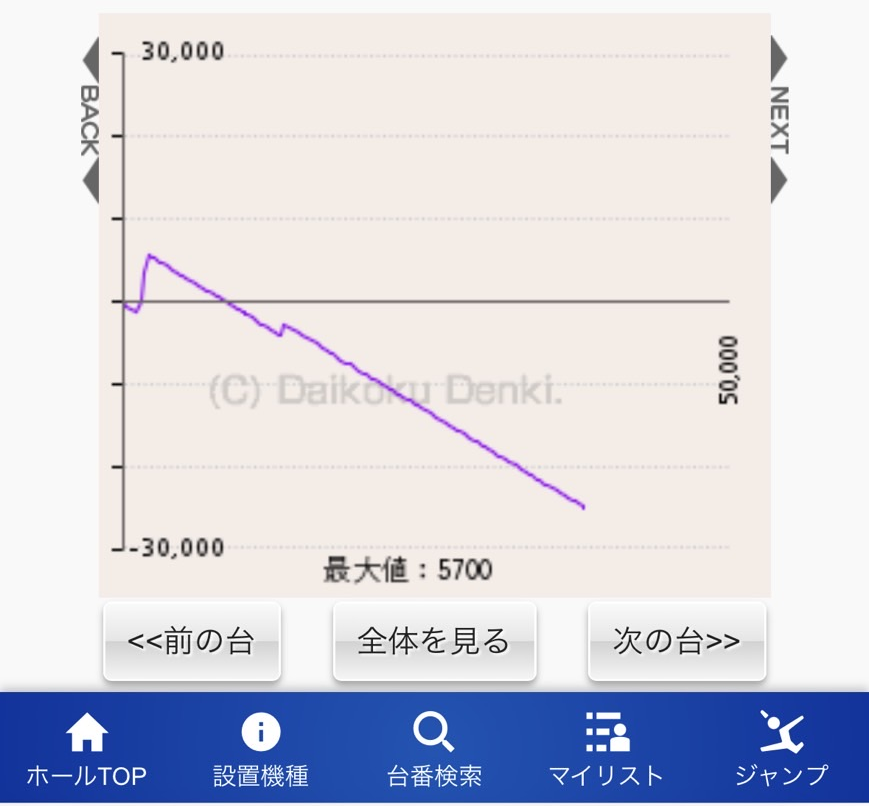 30,000
BACK
NEXT
50,000
(C) Daikoku Denki.
-30,000
最大値：5700
<<前の台
全体を見る
次の台>>
ホールTOP
設置機種
台番検索
マイリスト
ジャンプ